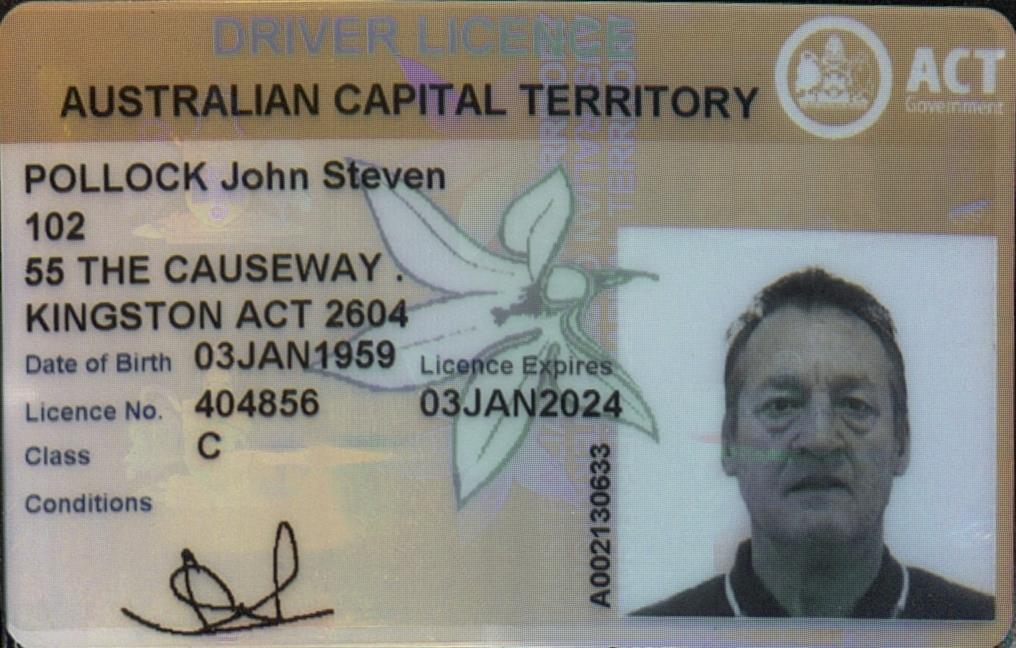 DRIVER LICENCE
AUSTRALIAN CAPITAL TERRITORY
ACT
Government
POLLOCK John Steven
102
55 THE CAUSEWAY .
KINGSTON ACT 2604
Date of Birth 03JAN1959
Licence Expires
Licence No. 404856 03JAN2024
Class C
Conditions
A002130633